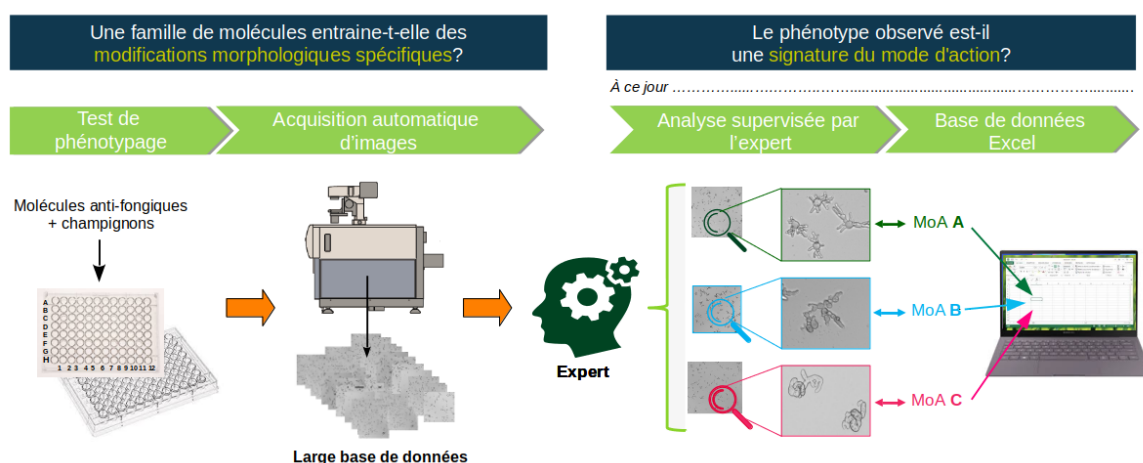 Une famille de molécules entraine-t-elle des
modifications morphologiques spécifiques?
Le phénotype observé est-il
une signature du mode d'action?
À ce jour
Test de
phénotypage
Acquisition automatique
d'images
Analyse supervisée par
l'expert
Base de données
Excel
Molécules anti-fongiques
+ champignons
A
B
C
D
E
F
G
H
1 2 3 4 5 6 7 8 9 10 11 12
Large base de données
Expert
MoA A
MoA B
MoA C